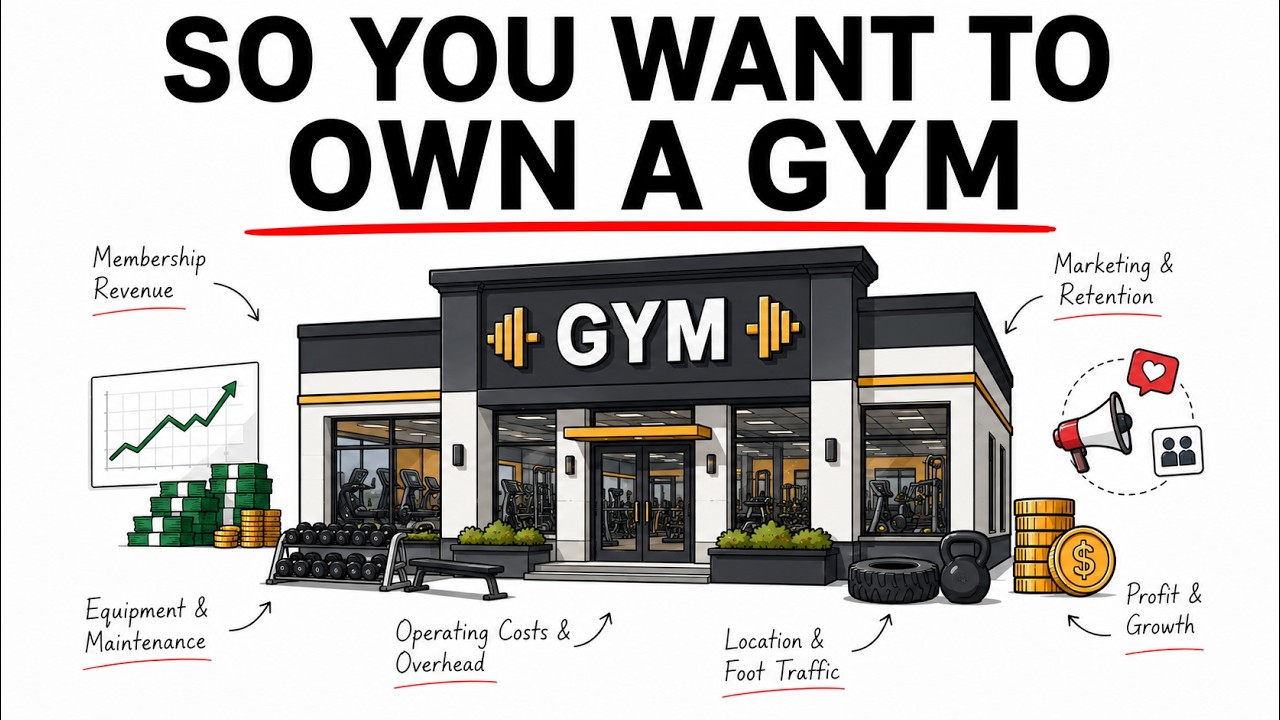 SO YOU WANT TO
OWN A GYM
Membership
Revenue
Marketing &
Retention
GYM
$
Equipment &
Maintenance
Operating Costs &
Overhead
Location &
Foot Traffic
Profit &
Growth